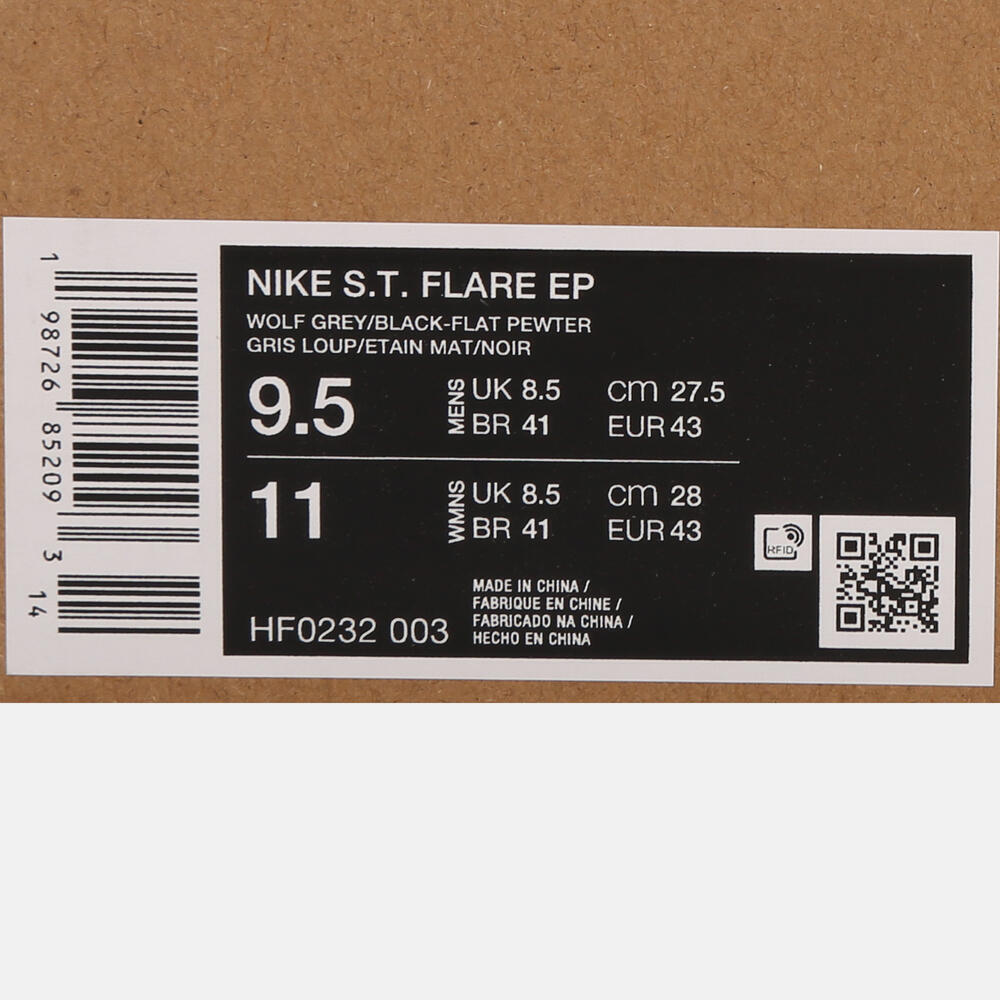 1 98726 85209 3 14
NIKE S.T. FLARE EP
WOLF GREY/BLACK-FLAT PEWTER
GRIS LOUP/ETAIN MAT/NOIR
9.5 MENS UK 8.5 cm 27.5
BR 41 EUR 43
11 WMNS UK 8.5 cm 28
BR 41 EUR 43
RFID
MADE IN CHINA /
FABRIQUE EN CHINE /
FABRICADO NA CHINA /
HECHO EN CHINA
HF0232 003